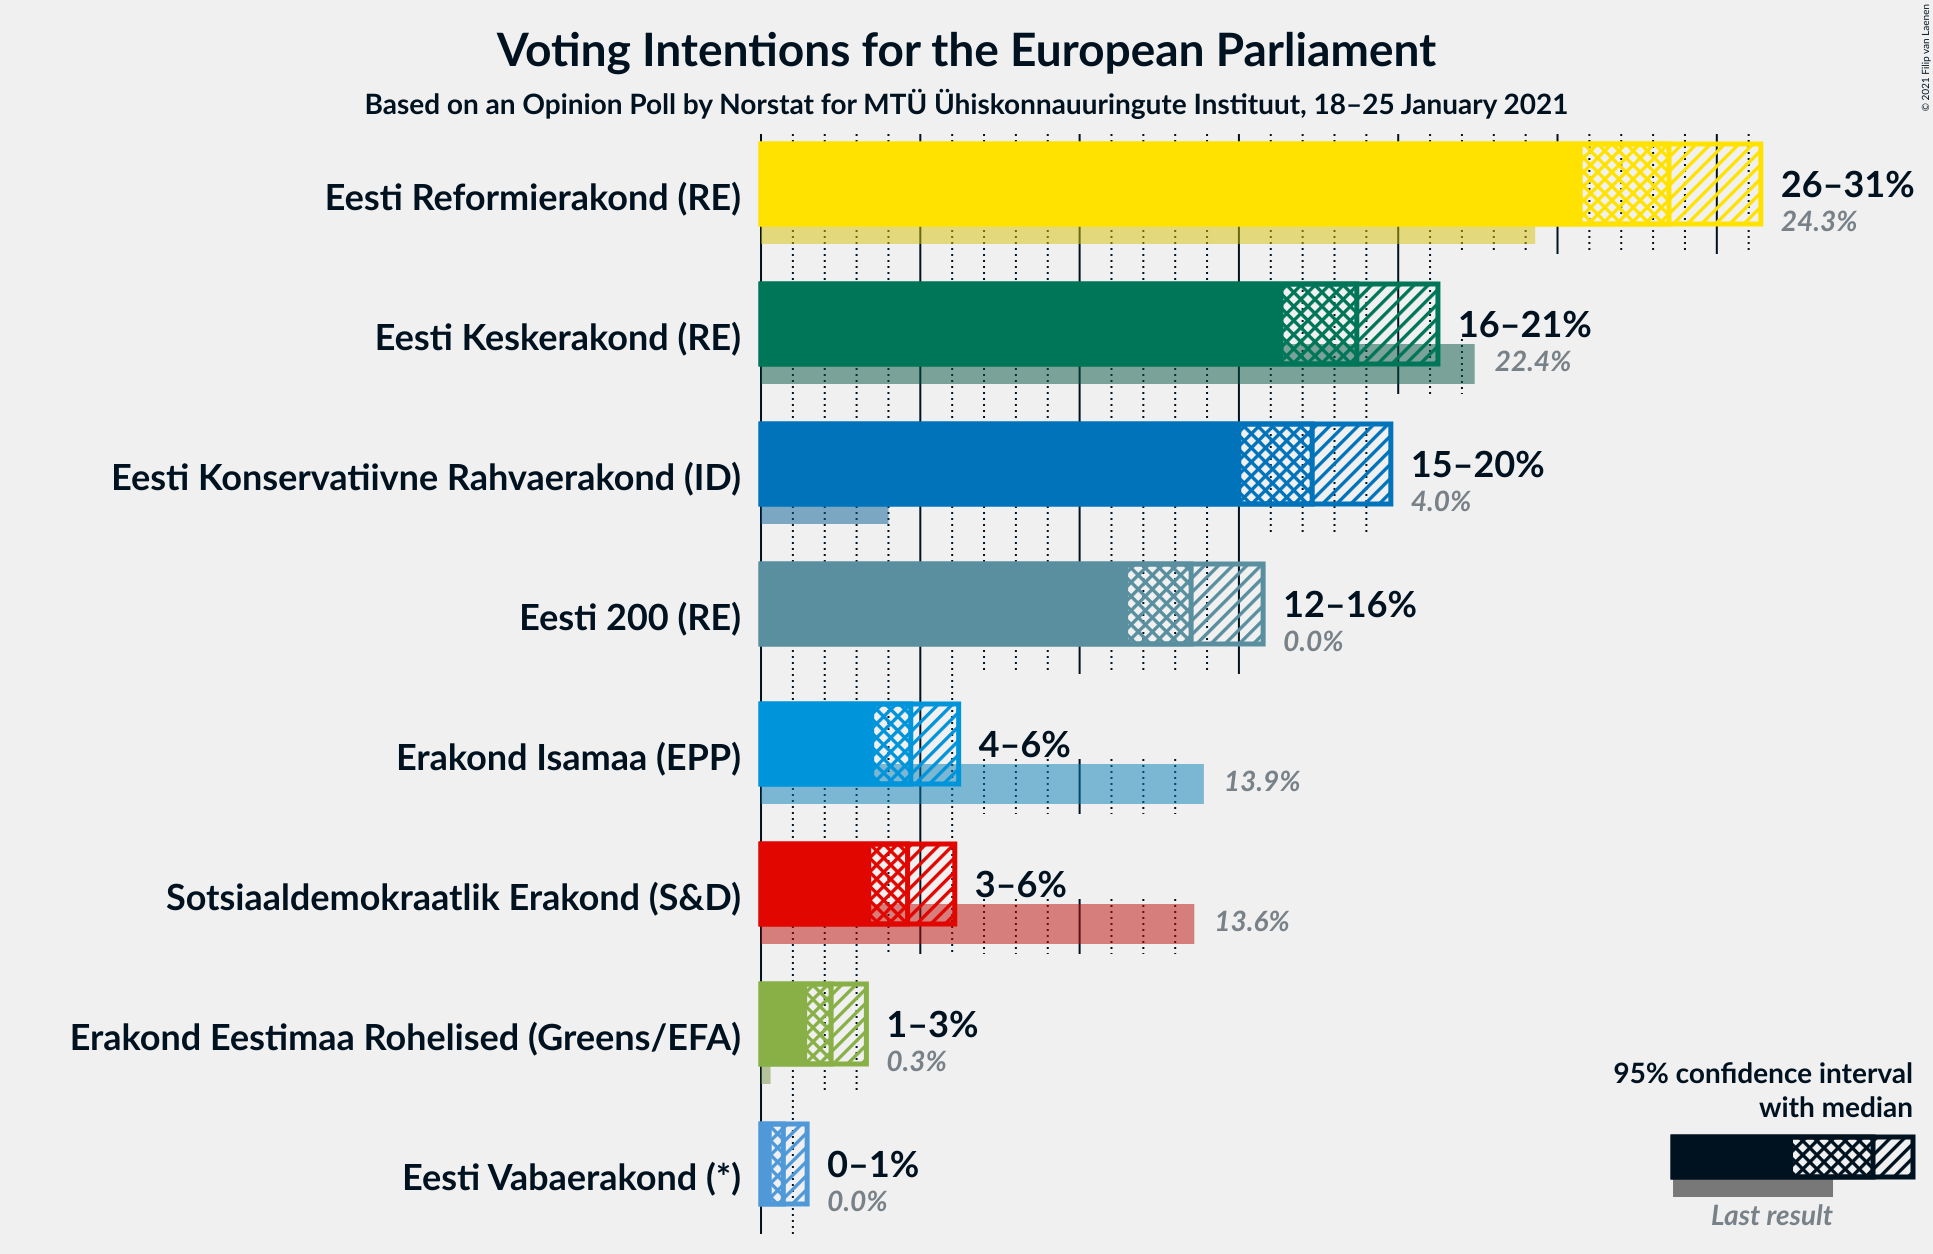 Voting Intentions for the European Parliament
Based on an Opinion Poll by Norstat for MTÜ Ühiskonnauuringute Instituut, 18–25 January 2021
© 2021 Filip van Laenen
Eesti Reformierakond (RE)
26–31%
24.3%
Eesti Keskerakond (RE)
16–21%
22.4%
Eesti Konservatiivne Rahvaerakond (ID)
15–20%
4.0%
Eesti 200 (RE)
12–16%
0.0%
Erakond Isamaa (EPP)
4–6%
13.9%
Sotsiaaldemokraatlik Erakond (S&D)
3–6%
13.6%
Erakond Eestimaa Rohelised (Greens/EFA)
1–3%
0.3%
Eesti Vabaerakond (*)
0–1%
0.0%
95% confidence interval
with median
Last result